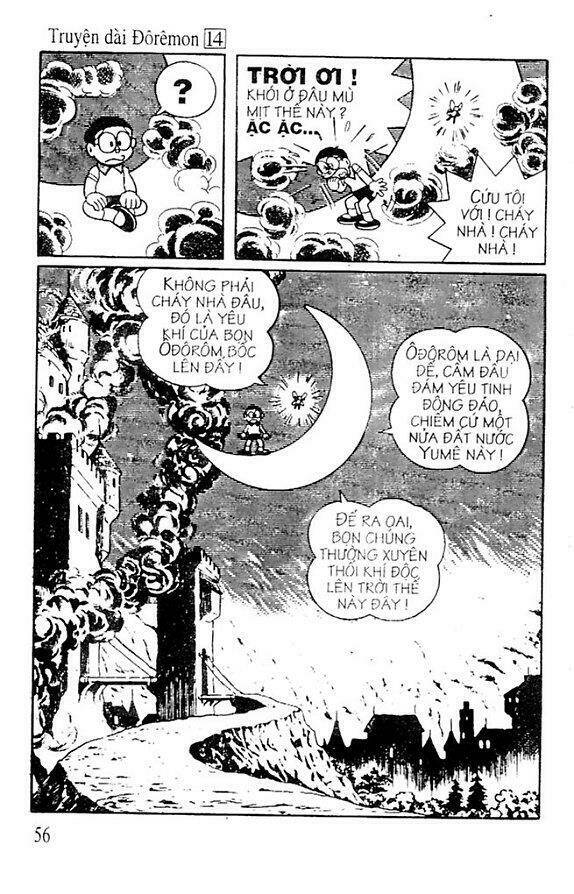 Truyện dài Đôrêmon 14
?
TRỜI ƠI !
KHÓI Ở ĐÂU MÙ
MỊT THẾ NÀY ?
ẶC ẶC...
CỨU TÔI
VỚI ! CHÁY
NHÀ ! CHÁY
NHÀ !
KHÔNG PHẢI
CHÁY NHÀ ĐÂU,
ĐÓ LÀ YÊU
KHÍ CỦA BỌN
ÔĐÔRÔM BỐC
LÊN ĐẤY !
ÔĐÔRÔM LÀ ĐẠI
ĐẾ, CẦM ĐẦU
ĐÁM YÊU TINH
ĐÔNG ĐẢO,
CHIẾM CỨ MỘT
NỬA ĐẤT NƯỚC
YUMÊ NÀY !
ĐỂ RA OAI,
BỌN CHÚNG
THƯỜNG XUYÊN
THỔI KHÍ ĐỘC
LÊN TRỜI THẾ
NÀY ĐÂY !
56